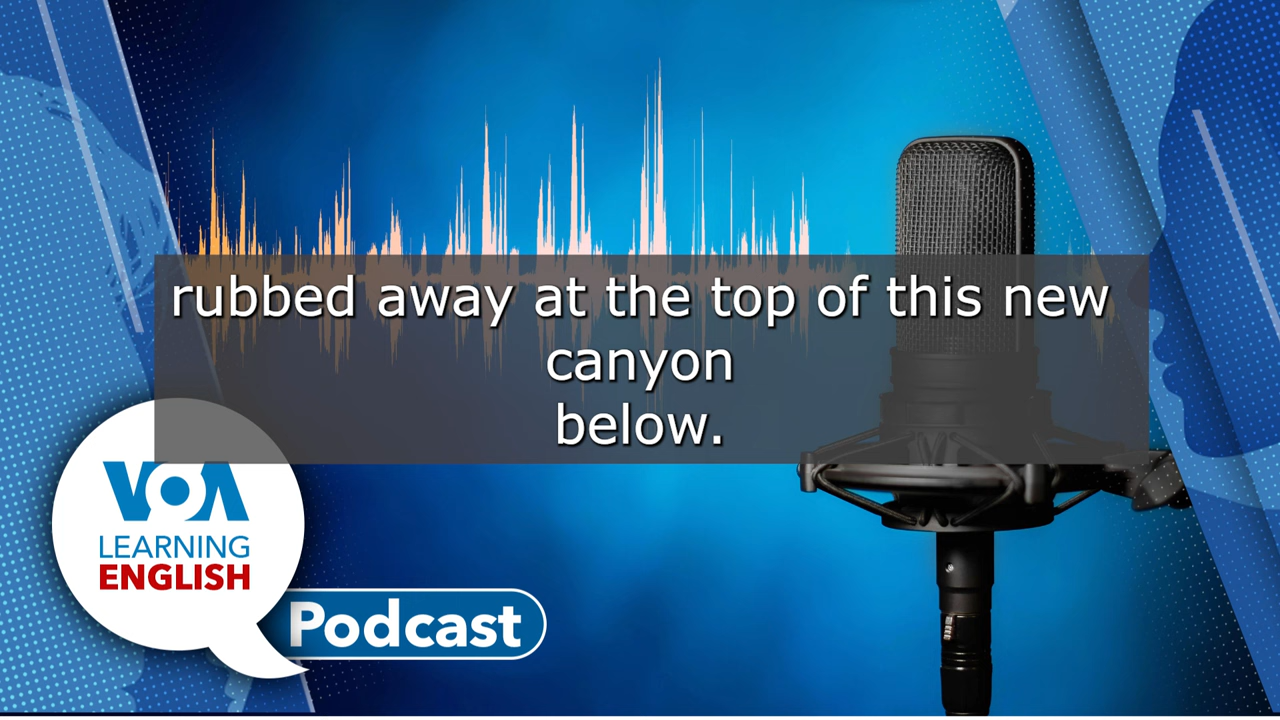 rubbed away at the top of this new
canyon
below.
VOA
LEARNING
ENGLISH
Podcast